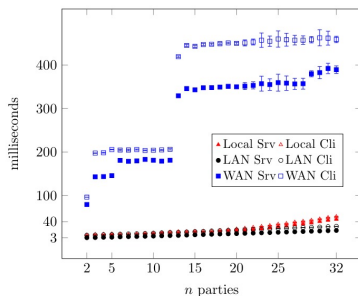 milliseconds
400
300
200
100
40
3
Local Srv Local Cli
LAN Srv LAN Cli
WAN Srv WAN Cli
2 5 10 15 20 25 32
n parties